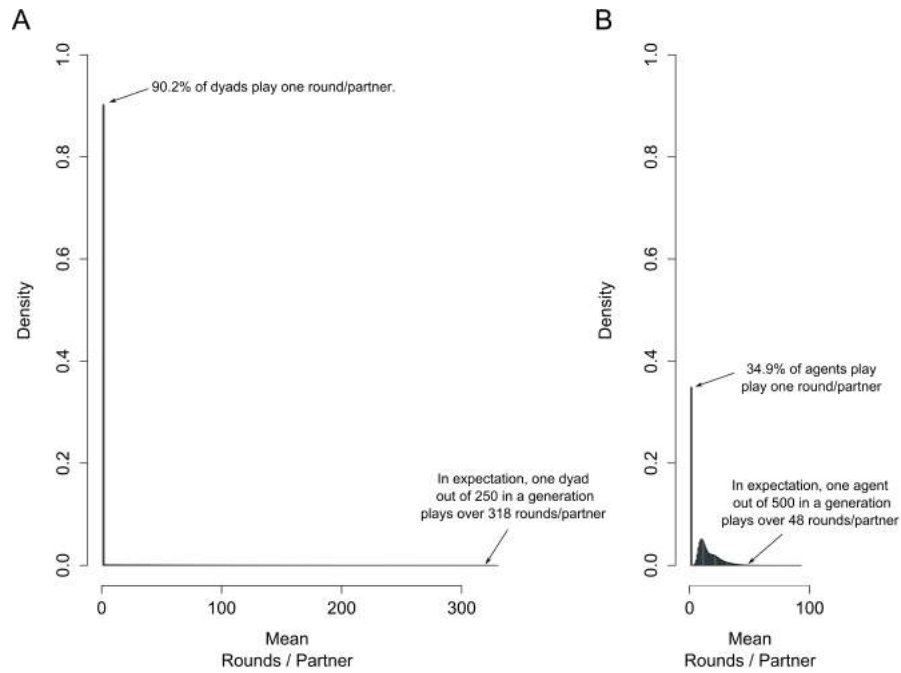 A
1.0
0.8
0.6
0.4
0.2
0.0
Density
90.2% of dyads play one round/partner.
In expectation, one dyad
out of 250 in a generation
plays over 318 rounds/partner
0
100
200
300
Mean
Rounds / Partner
B
1.0
0.8
0.6
0.4
0.2
0.0
Density
34.9% of agents play
play one round/partner
In expectation, one agent
out of 500 in a generation
plays over 48 rounds/partner
0
100
Mean
Rounds / Partner